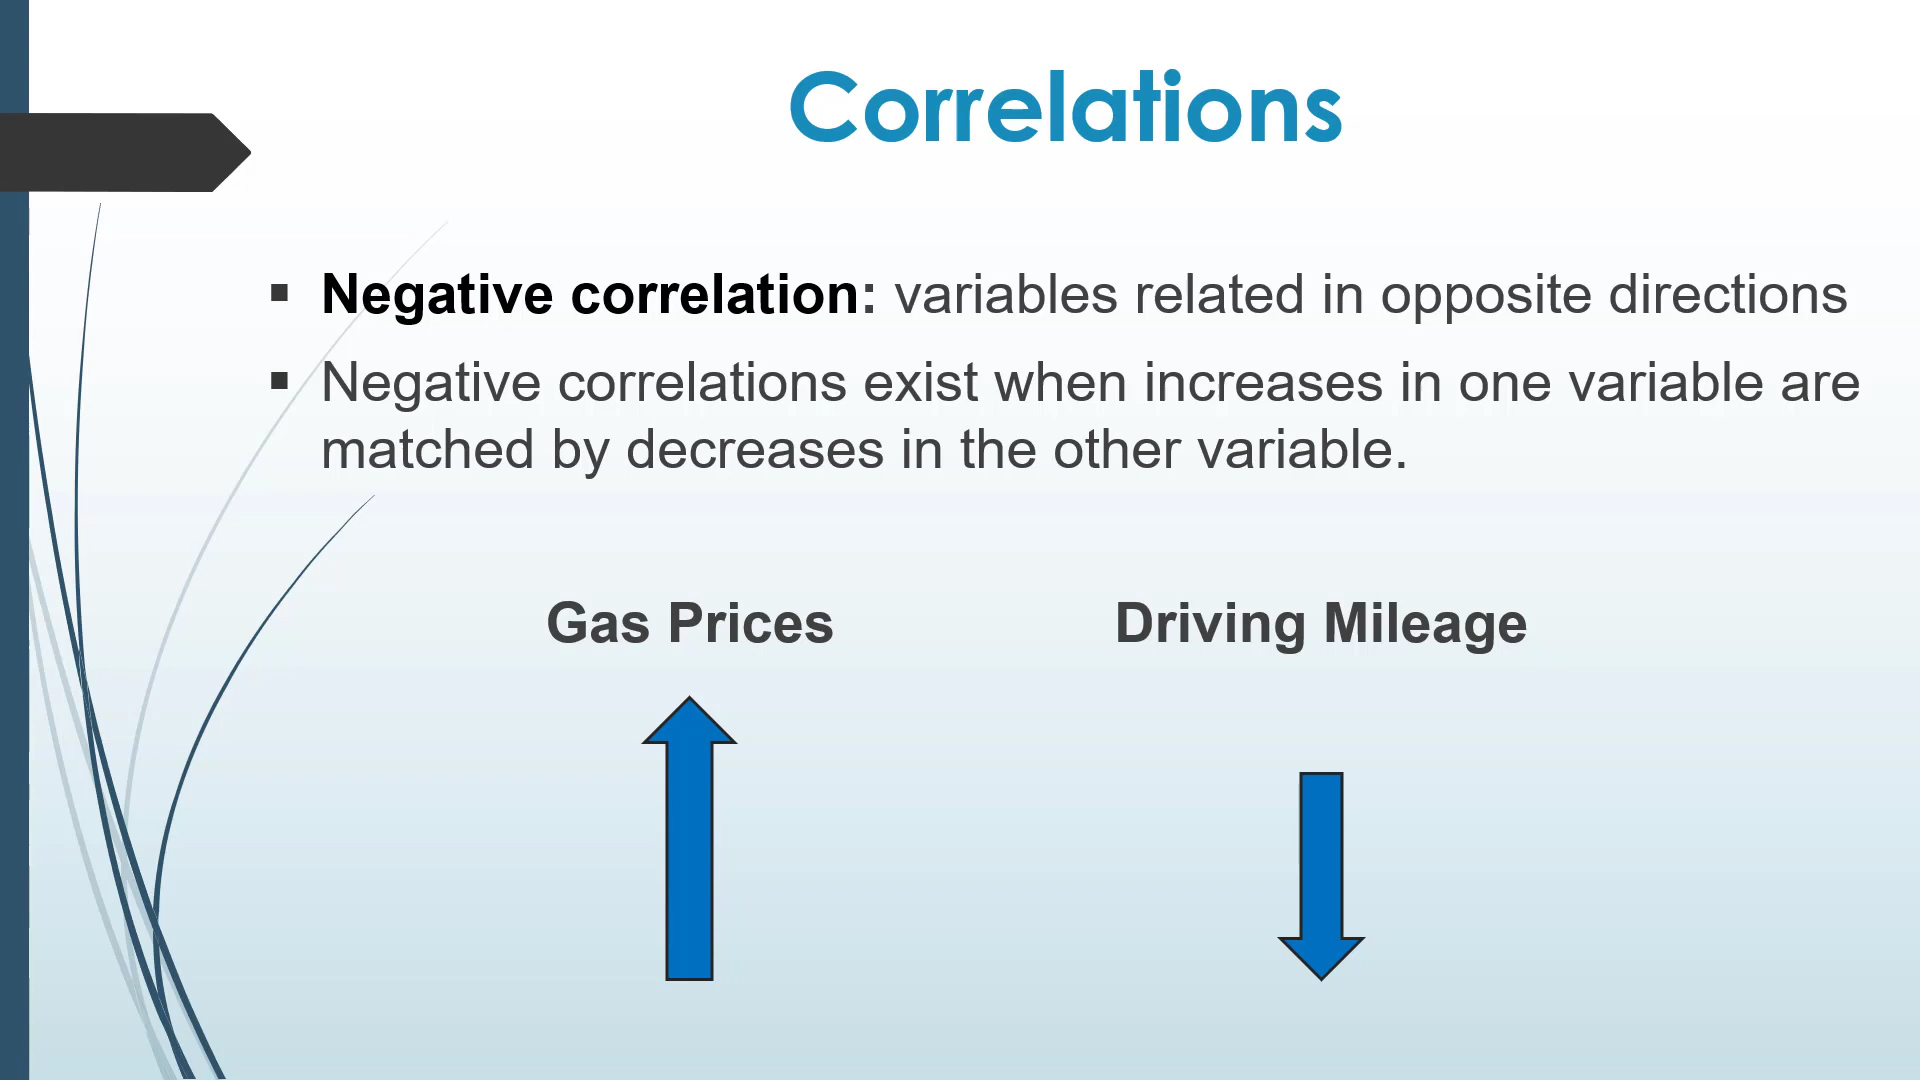 Correlations
▪ Negative correlation: variables related in opposite directions
▪ Negative correlations exist when increases in one variable are
matched by decreases in the other variable.
Gas Prices Driving Mileage